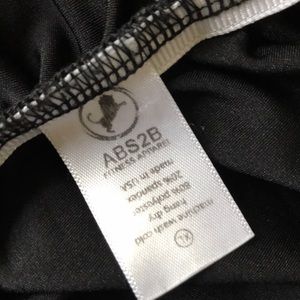 ABS2B
FITNESS APPAREL
made in USA
20% spandex
80% polyester
hang dry
machine wash cold
XL